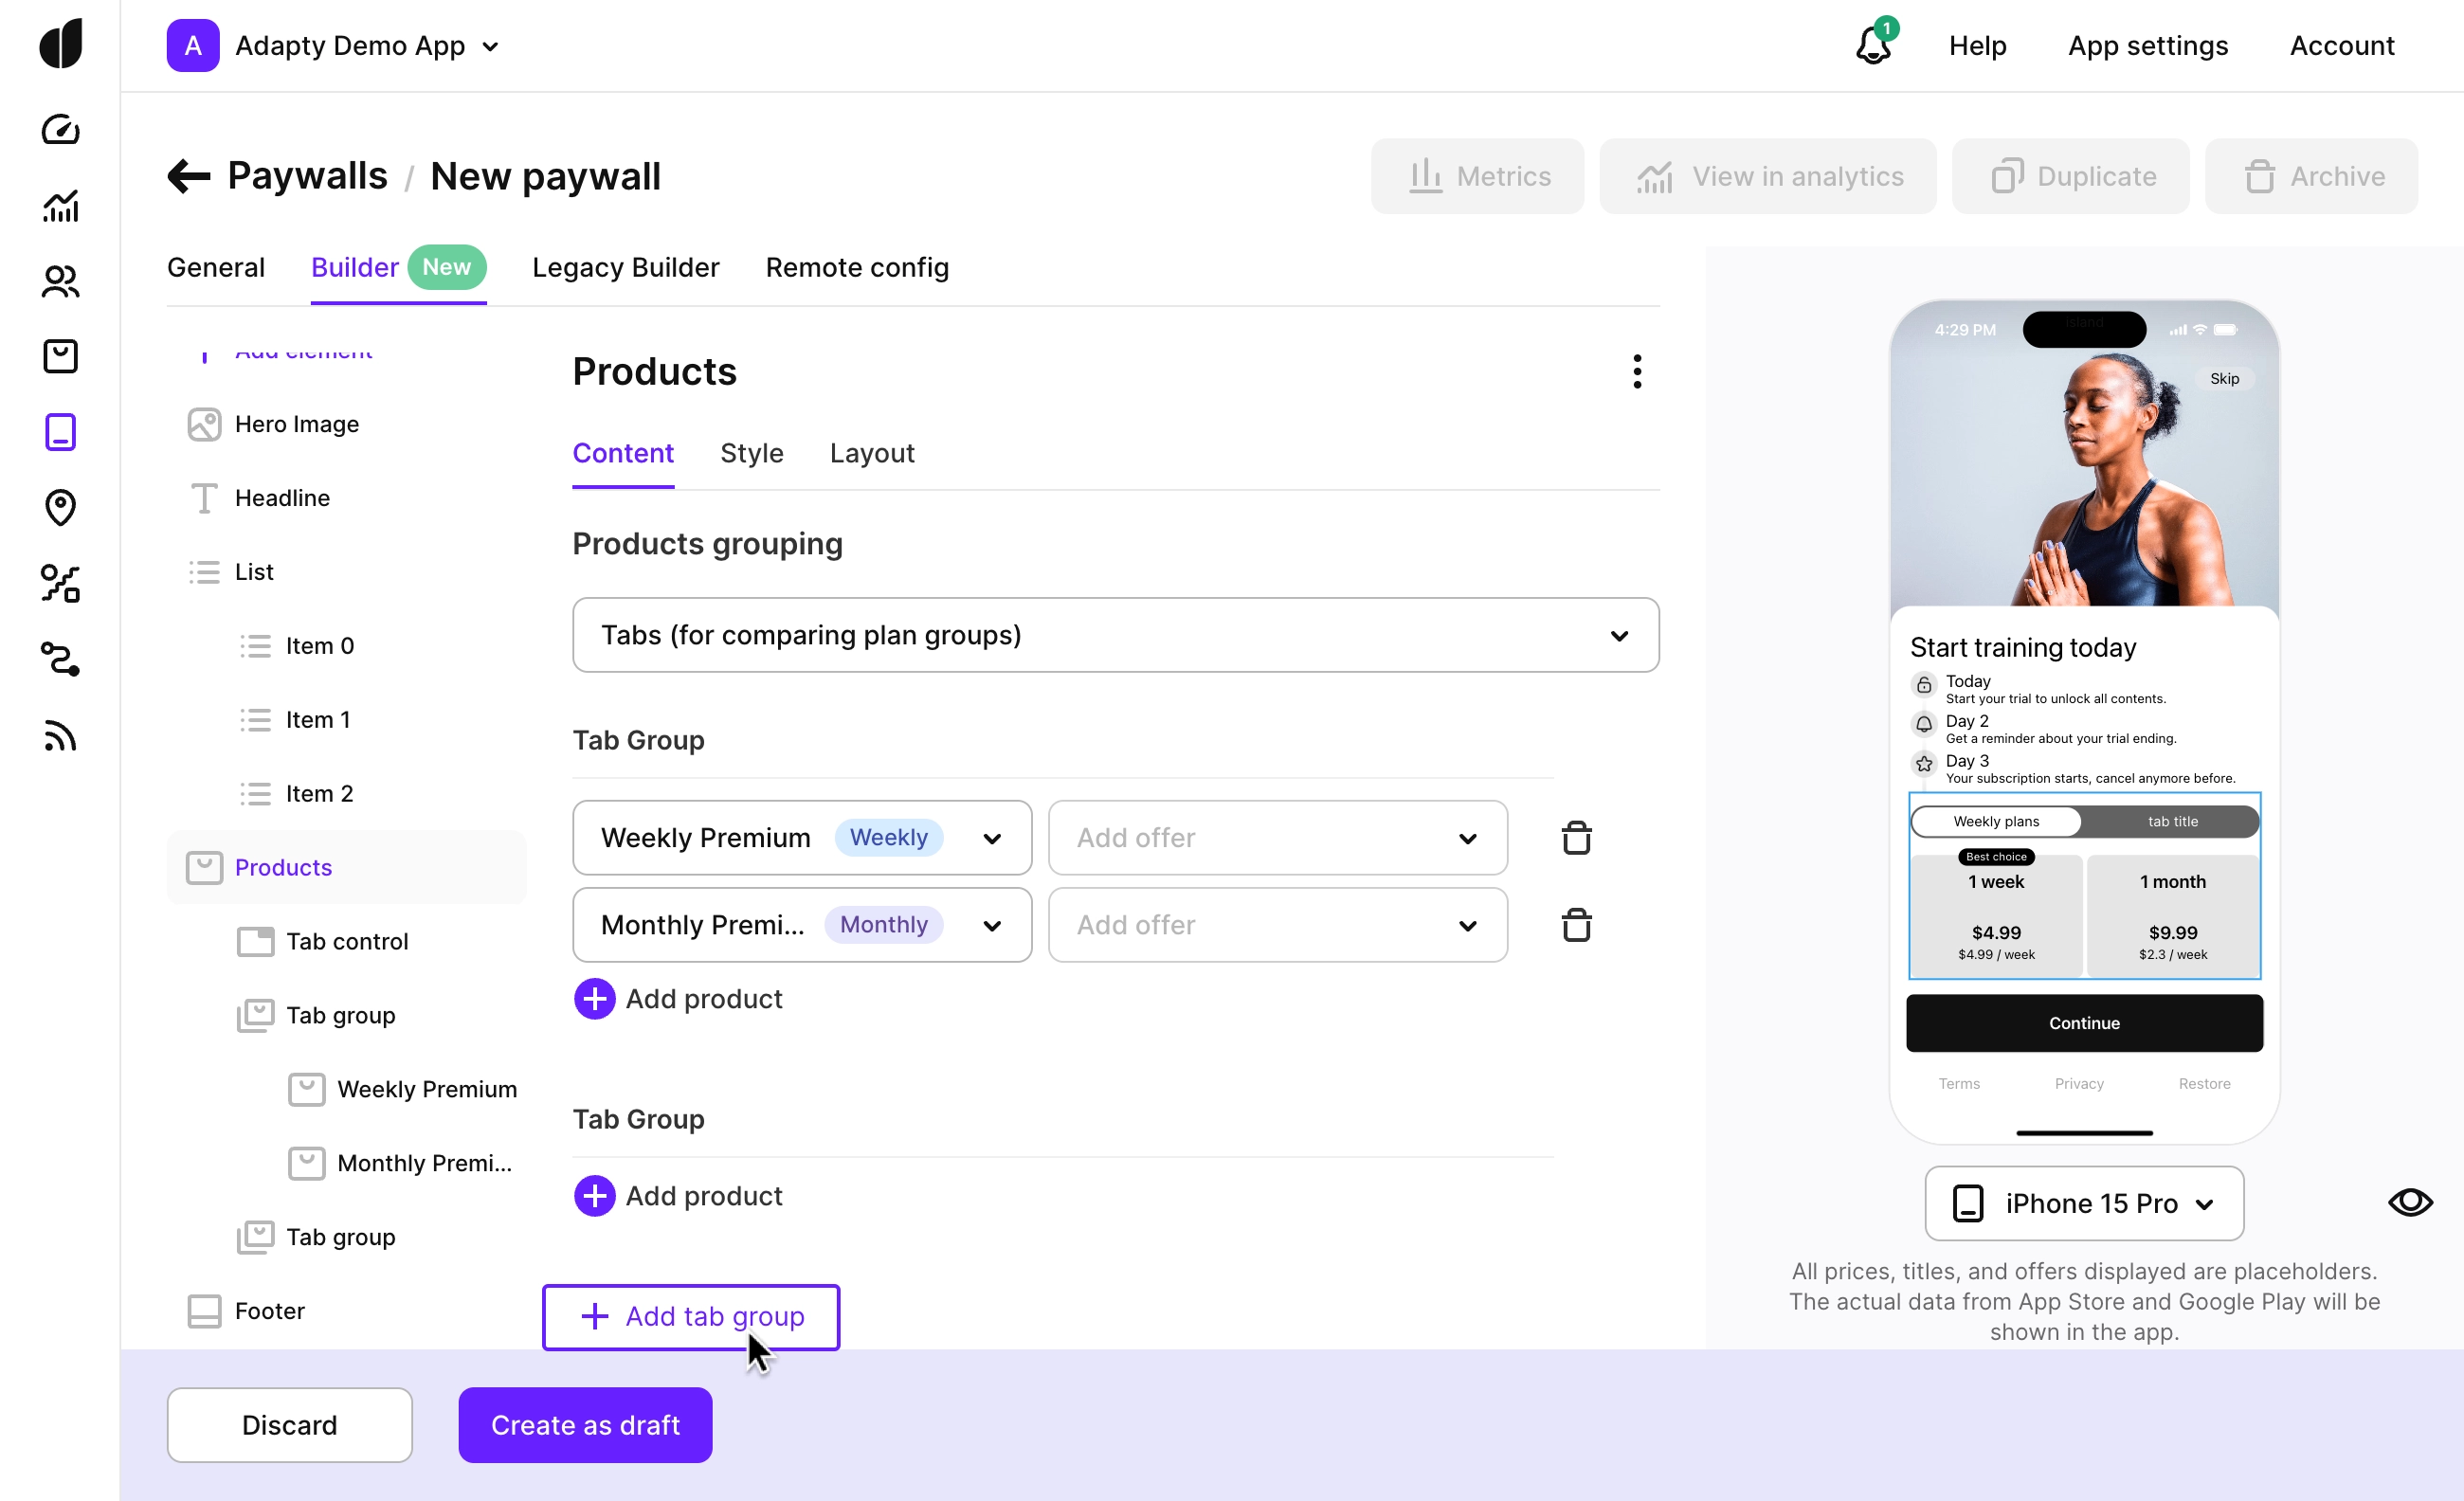 A Adapty Demo App
1
Help App settings Account
Paywalls / New paywall
Metrics View in analytics Duplicate Archive
General Builder New Legacy Builder Remote config
Add element
Hero Image
Headline
List
Item 0
Item 1
Item 2
Products
Tab control
Tab group
Weekly Premium
Monthly Premi...
Tab group
Footer
Products
Content Style Layout
Products grouping
Tabs (for comparing plan groups)
Tab Group
Weekly Premium Weekly Add offer
Monthly Premi... Monthly Add offer
Add product
Tab Group
Add product
Add tab group
Discard Create as draft
4:29 PM island
Skip
Start training today
Today
Start your trial to unlock all contents.
Day 2
Get a reminder about your trial ending.
Day 3
Your subscription starts, cancel anymore before.
Weekly plans tab title
Best choice
1 week 1 month
$4.99 $9.99
$4.99 / week $2.3 / week
Continue
Terms Privacy Restore
iPhone 15 Pro
All prices, titles, and offers displayed are placeholders.
The actual data from App Store and Google Play will be
shown in the app.